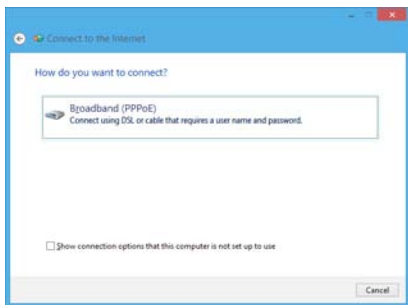 Connect to the Internet
How do you want to connect?
Broadband (PPPoE)
Connect using DSL or cable that requires a user name and password.
Show connection options that this computer is not set up to use
Cancel